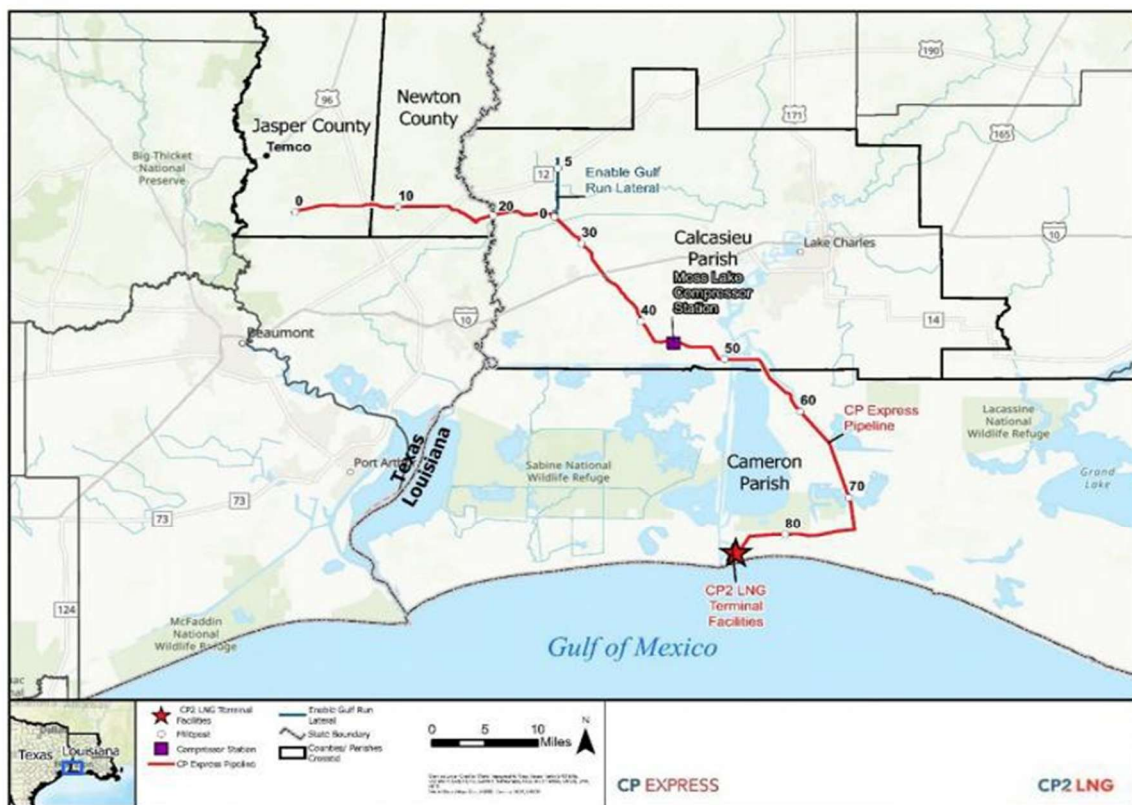 190
96
Newton
County
171
Jasper County
165
Temco
Big Thicket
National
Preserve
12
5
Enable Gulf
Run Lateral
0
10
20
0
30
Calcasieu
Parish
Lake Charles
10
Moss Lake
Compressor
Station
40
10
14
Beaumont
50
60
CP Express
Pipeline
Lacassine
National
Wildlife Refuge
Texas
Louisiana
Port Arth
Sabine National
Wildlife Refuge
Cameron
Parish
Grand
Lake
70
73
73
80
CP2 LNG
Terminal
Facilities
124
McFaddin
National
Wildlife Refuge
Gulf of Mexico
Texas
Louisiana
CP2 LNG Terminal
Facilities
Milepost
Compressor Station
CP Express Pipeline
Enable Gulf Run
Lateral
State Boundary
Counties/ Parishes
Crossed
0 5 10
Miles
N
CP EXPRESS
CP2 LNG